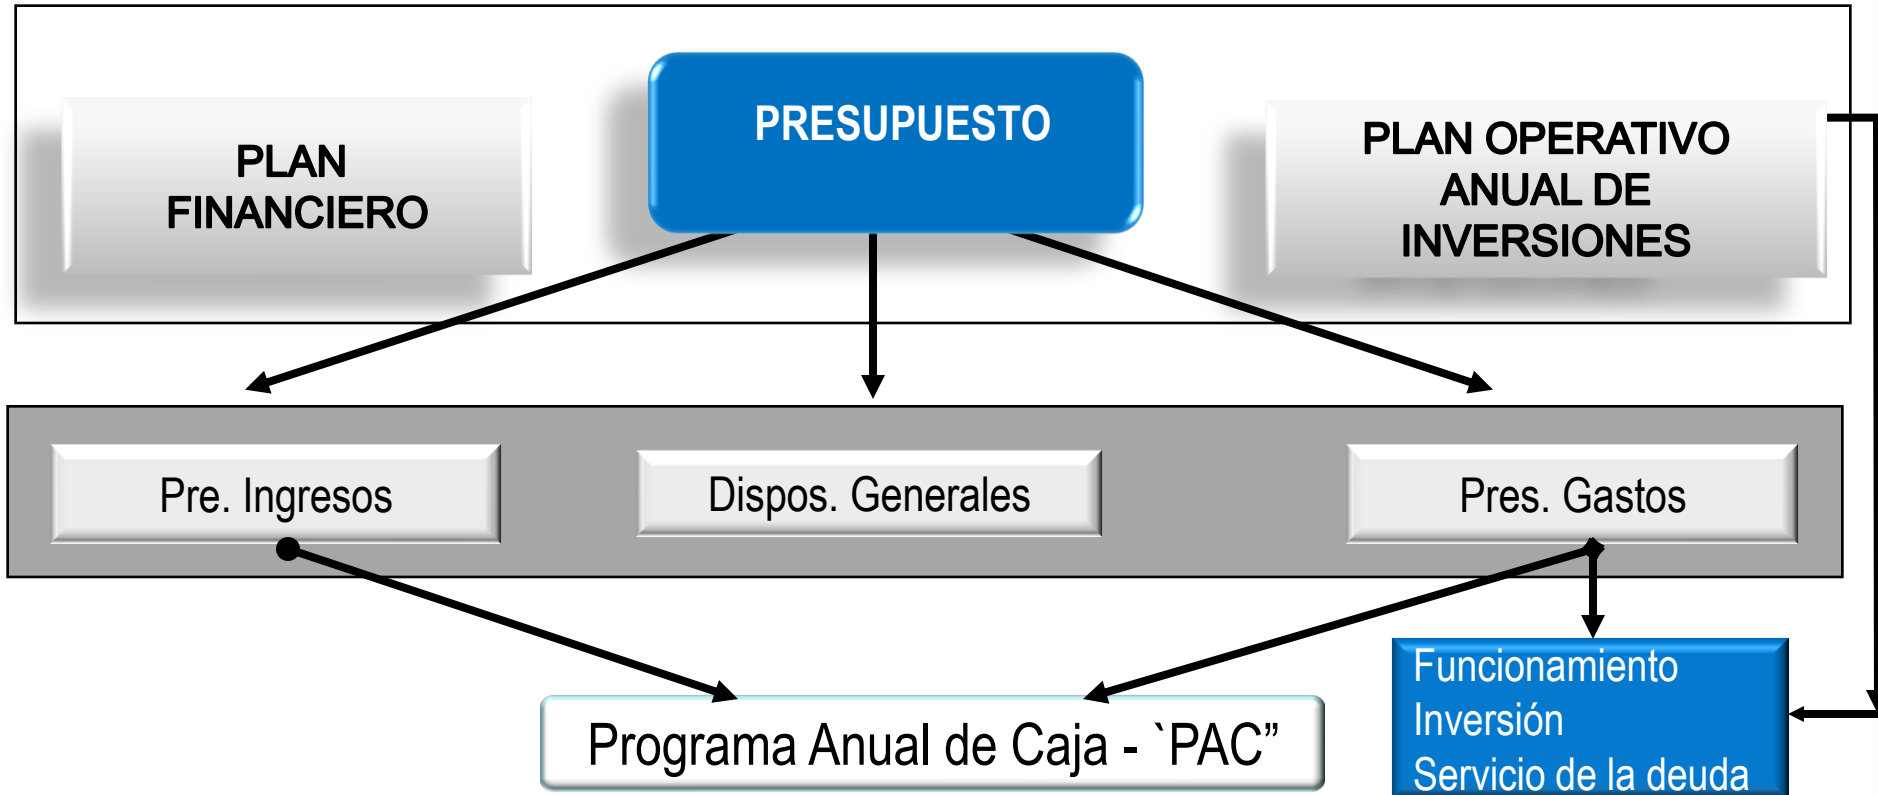 PLAN
FINANCIERO
PRESUPUESTO
PLAN OPERATIVO
ANUAL DE
INVERSIONES
Pre. Ingresos
Dispos. Generales
Pres. Gastos
Programa Anual de Caja - `PAC”
Funcionamiento
Inversión
Servicio de la deuda